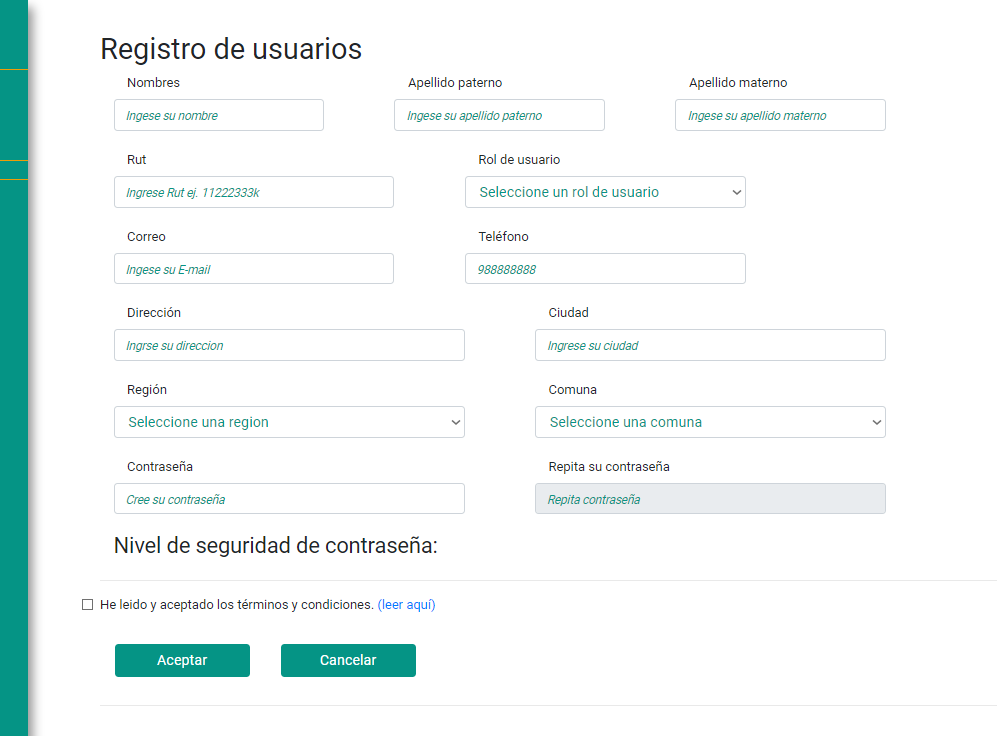 Registro de usuarios
Nombres Apellido paterno Apellido materno
Ingese su nombre Ingese su apellido paterno Ingese su apellido materno
Rut Rol de usuario
Ingrese Rut ej. 11222333k Seleccione un rol de usuario
Correo Teléfono
Ingese su E-mail 988888888
Dirección Ciudad
Ingrse su direccion Ingrese su ciudad
Región Comuna
Seleccione una region Seleccione una comuna
Contraseña Repita su contraseña
Cree su contraseña Repita contraseña
Nivel de seguridad de contraseña:
He leido y aceptado los términos y condiciones. (leer aquí)
Aceptar Cancelar